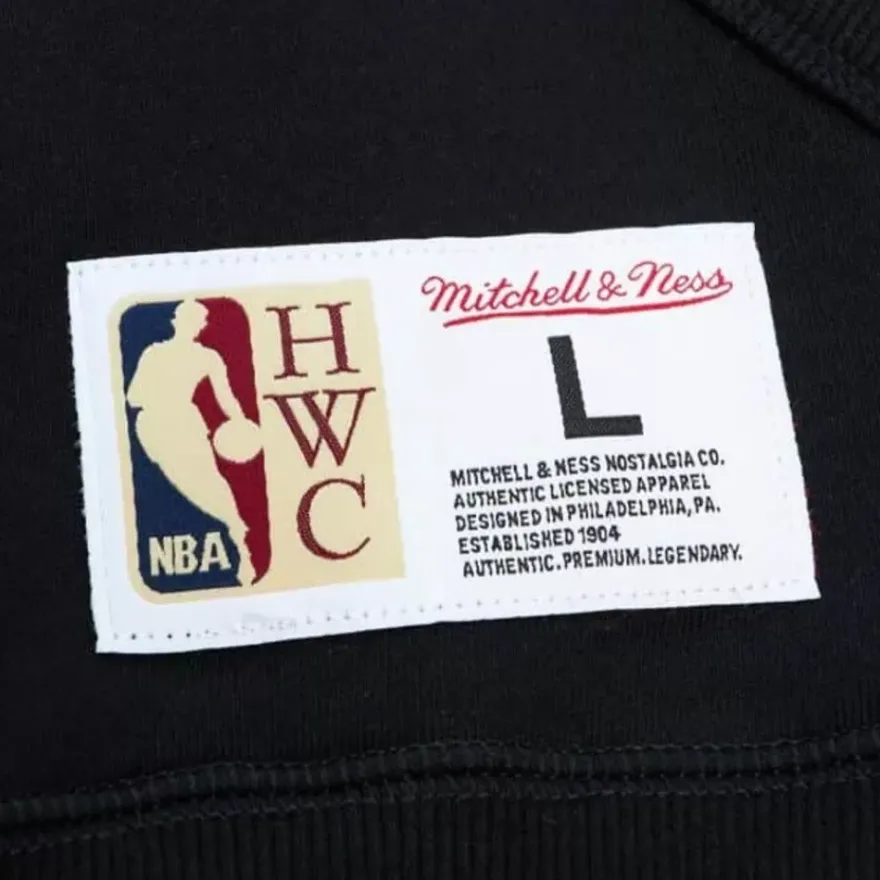 NBA
H
W
C
Mitchell & Ness
L
MITCHELL & NESS NOSTALGIA CO.
AUTHENTIC LICENSED APPAREL
DESIGNED IN PHILADELPHIA, PA.
ESTABLISHED 1904
AUTHENTIC.PREMIUM.LEGENDARY.